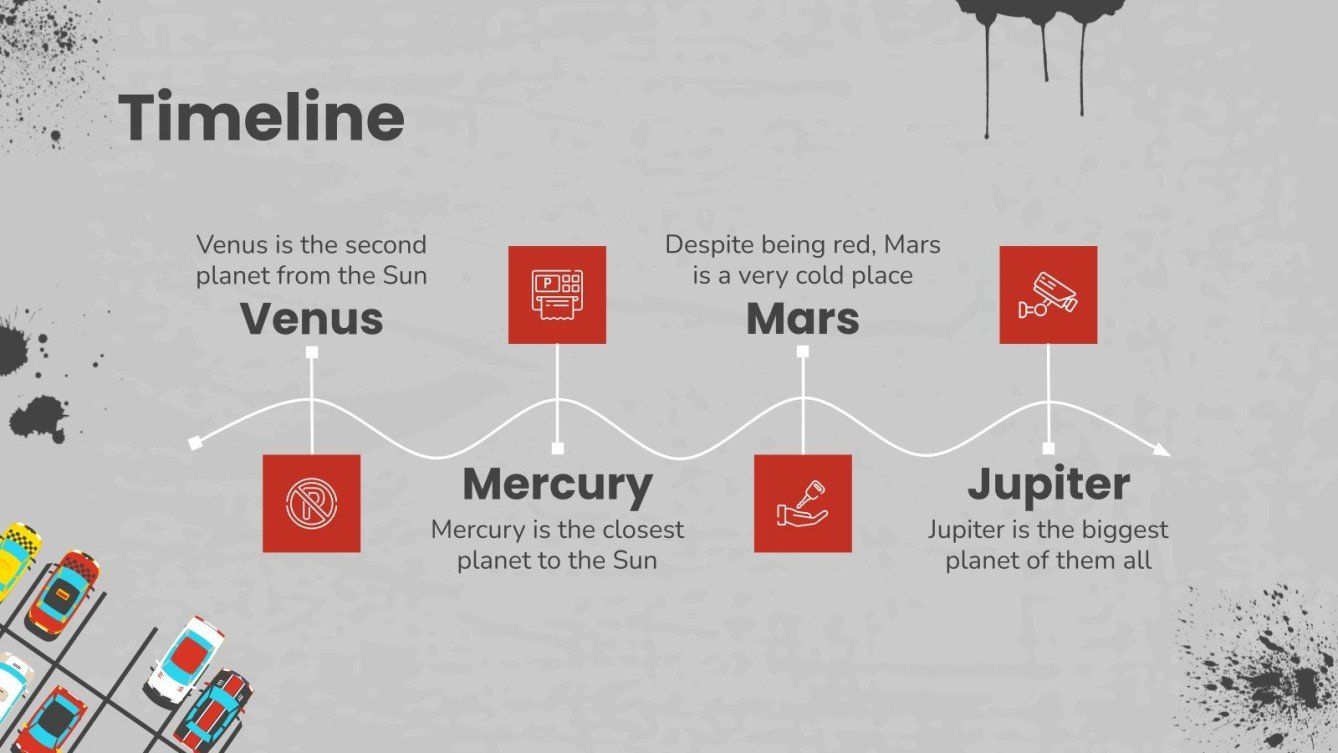 Timeline
Venus is the second
planet from the Sun
Venus
P
Mercury
Mercury is the closest
planet to the Sun
Despite being red, Mars
is a very cold place
Mars
P
Jupiter
Jupiter is the biggest
planet of them all